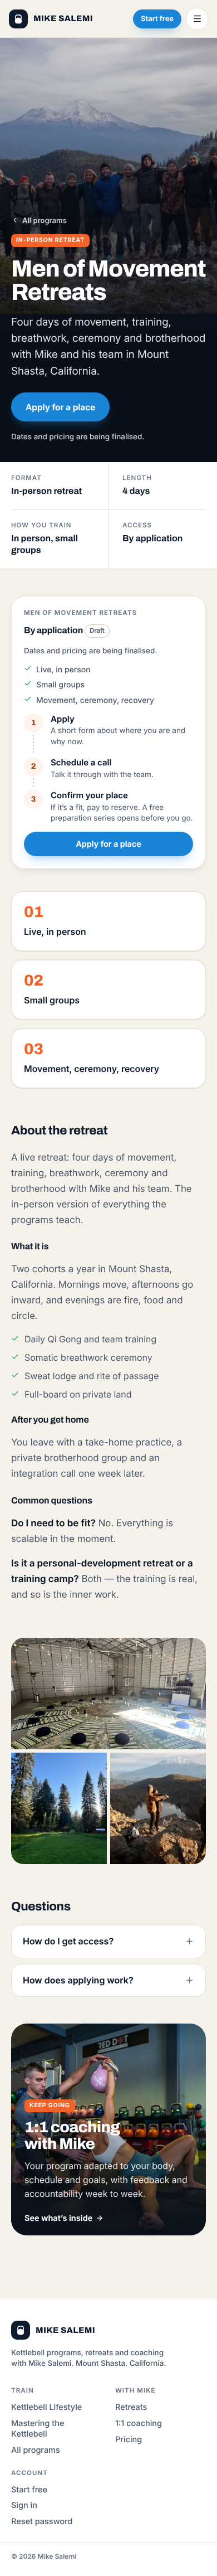 MIKE SALEMI
Start free
All programs
IN-PERSON RETREAT
Men of Movement
Retreats
Four days of movement, training,
breathwork, ceremony and brotherhood
with Mike and his team in Mount
Shasta, California.
Apply for a place
Dates and pricing are being finalised.
FORMAT
In-person retreat
LENGTH
4 days
HOW YOU TRAIN
In person, small
groups
ACCESS
By application
MEN OF MOVEMENT RETREATS
By application Draft
Dates and pricing are being finalised.
Live, in person
Small groups
Movement, ceremony, recovery
1
Apply
A short form about where you are and
why now.
2
Schedule a call
Talk it through with the team.
3
Confirm your place
If it's a fit, pay to reserve. A free
preparation series opens before you go.
Apply for a place
01
Live, in person
02
Small groups
03
Movement, ceremony, recovery
About the retreat
A live retreat: four days of movement,
training, breathwork, ceremony and
brotherhood with Mike and his team. The
in-person version of everything the
programs teach.
What it is
Two cohorts a year in Mount Shasta,
California. Mornings move, afternoons go
inward, and evenings are fire, food and
circle.
Daily Qi Gong and team training
Somatic breathwork ceremony
Sweat lodge and rite of passage
Full-board on private land
After you get home
You leave with a take-home practice, a
private brotherhood group and an
integration call one week later.
Common questions
Do I need to be fit? No. Everything is
scalable in the moment.
Is it a personal-development retreat or a
training camp? Both — the training is real,
and so is the inner work.
Questions
How do I get access?
How does applying work?
KEEP GOING
1:1 coaching
with Mike
Your program adapted to your body,
schedule and goals, with feedback and
accountability week to week.
See what's inside →
MIKE SALEMI
Kettlebell programs, retreats and coaching
with Mike Salemi. Mount Shasta, California.
TRAIN
Kettlebell Lifestyle
Mastering the
Kettlebell
All programs
WITH MIKE
Retreats
1:1 coaching
Pricing
ACCOUNT
Start free
Sign in
Reset password
© 2026 Mike Salemi